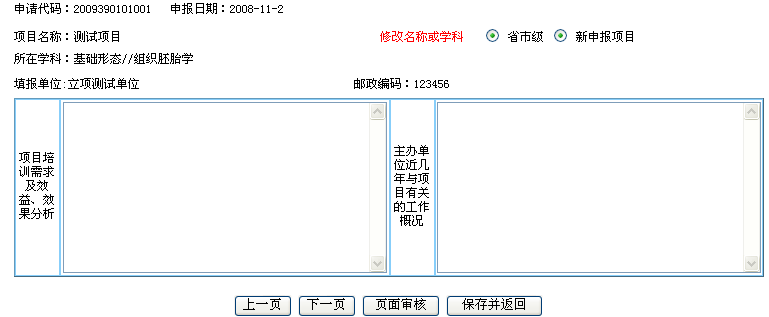 申请代码：2009390101001 申报日期：2008-11-2
项目名称：测试项目 修改名称或学科 省市级 新申报项目
所在学科：基础形态//组织胚胎学
填报单位:立项测试单位 邮政编码：123456
项目培
训需求
及效
益、效
果分析
主办单
位近几
年与项
目有关
的工作
概况
上一页 下一页 页面审核 保存并返回